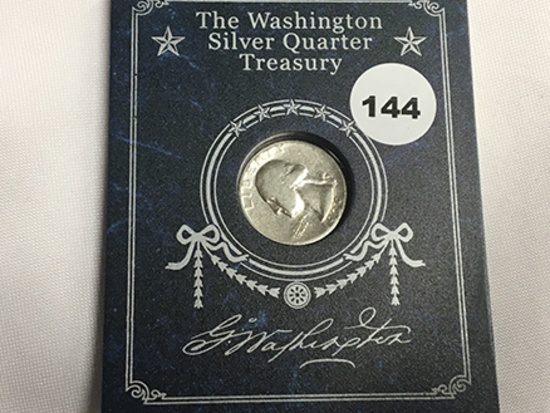 The Washington
Silver Quarter
Treasury
144
LIBERTY
G. Washington